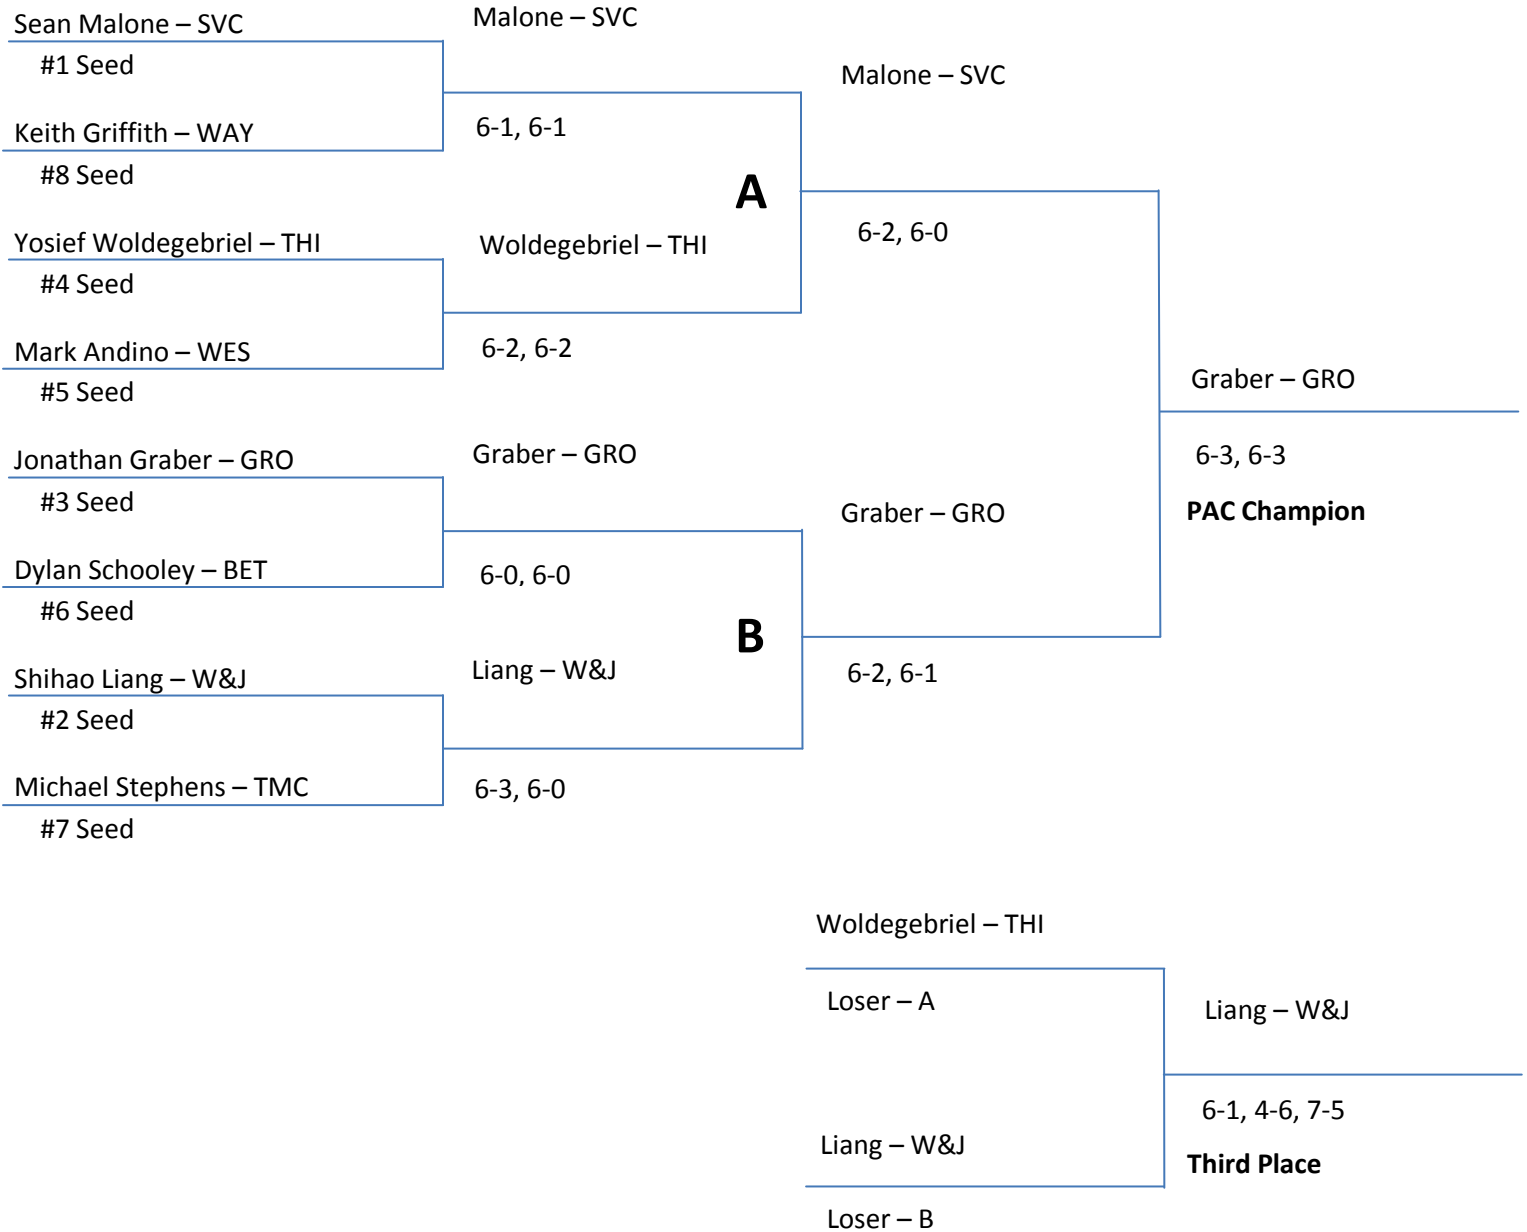 Sean Malone – SVC
#1 Seed
Keith Griffith – WAY
#8 Seed
Yosief Woldegebriel – THI
#4 Seed
Mark Andino – WES
#5 Seed
Jonathan Graber – GRO
#3 Seed
Dylan Schooley – BET
#6 Seed
Shihao Liang – W&J
#2 Seed
Michael Stephens – TMC
#7 Seed
Malone – SVC
6-1, 6-1
Woldegebriel – THI
6-2, 6-2
Graber – GRO
6-0, 6-0
Liang – W&J
6-3, 6-0
A
B
Malone – SVC
6-2, 6-0
Graber – GRO
6-2, 6-1
Graber – GRO
6-3, 6-3
PAC Champion
Woldegebriel – THI
Loser – A
Liang – W&J
Loser – B
Liang – W&J
6-1, 4-6, 7-5
Third Place